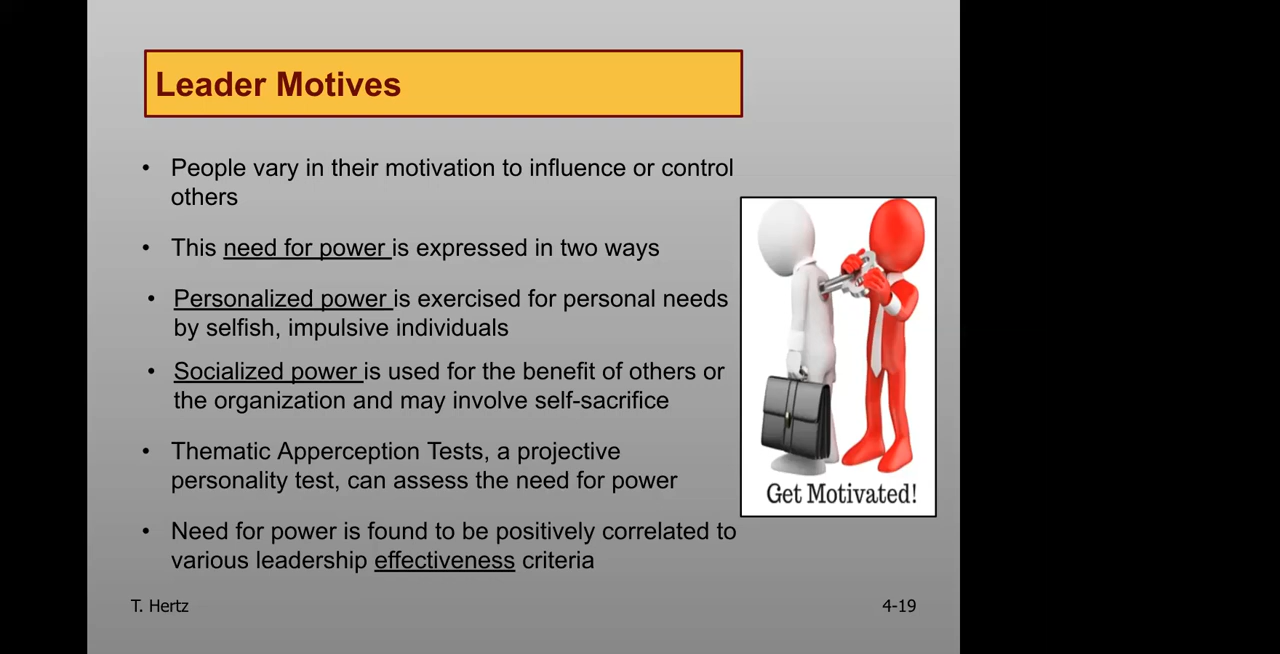 Leader Motives
• People vary in their motivation to influence or control
others
• This need for power is expressed in two ways
• Personalized power is exercised for personal needs
by selfish, impulsive individuals
• Socialized power is used for the benefit of others or
the organization and may involve self-sacrifice
• Thematic Apperception Tests, a projective
personality test, can assess the need for power
• Need for power is found to be positively correlated to
various leadership effectiveness criteria
Get Motivated!
T. Hertz
4-19